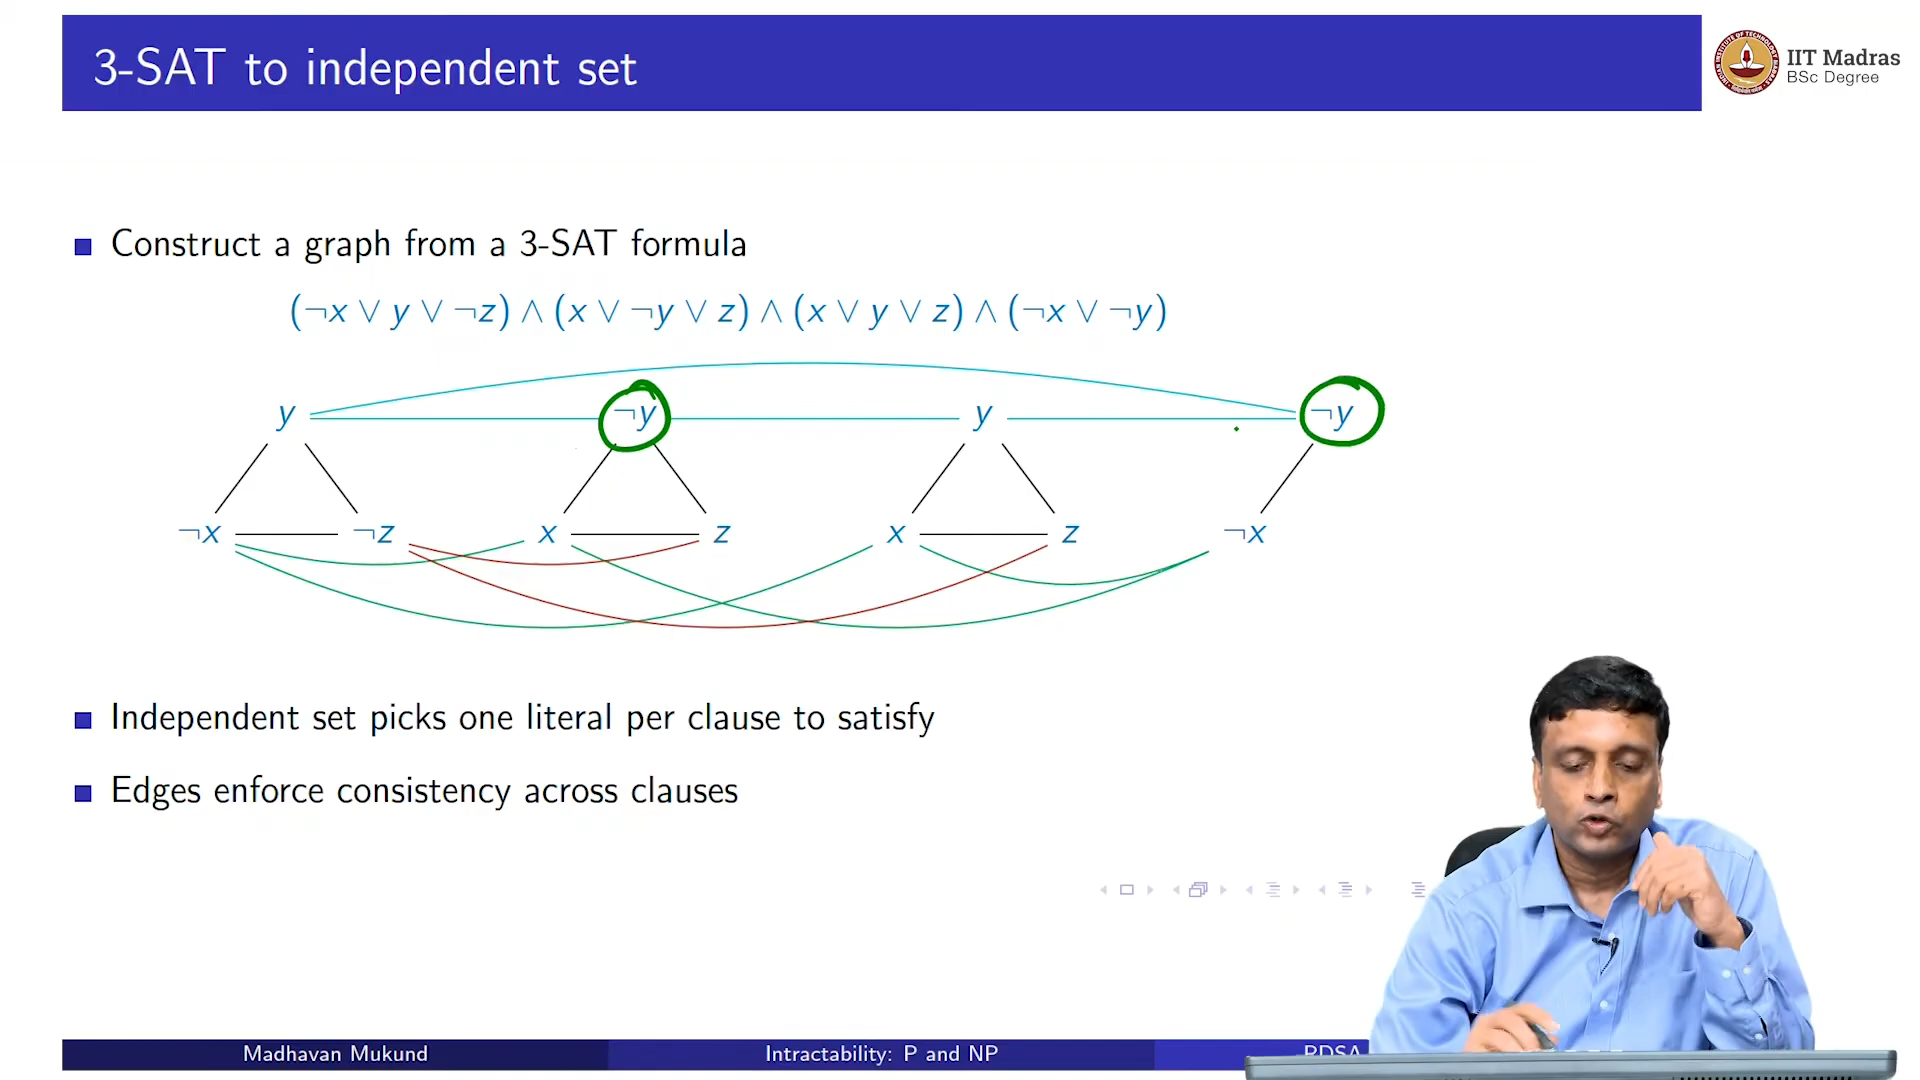 3-SAT to independent set
IIT Madras
BSc Degree
Construct a graph from a 3-SAT formula
(¬x ∨ y ∨ ¬z) ∧ (x ∨ ¬y ∨ z) ∧ (x ∨ y ∨ z) ∧ (¬x ∨ ¬y)
y ¬y y ¬y
¬x ¬z x z x z ¬x
Independent set picks one literal per clause to satisfy
Edges enforce consistency across clauses
Madhavan Mukund Intractability: P and NP PDSA